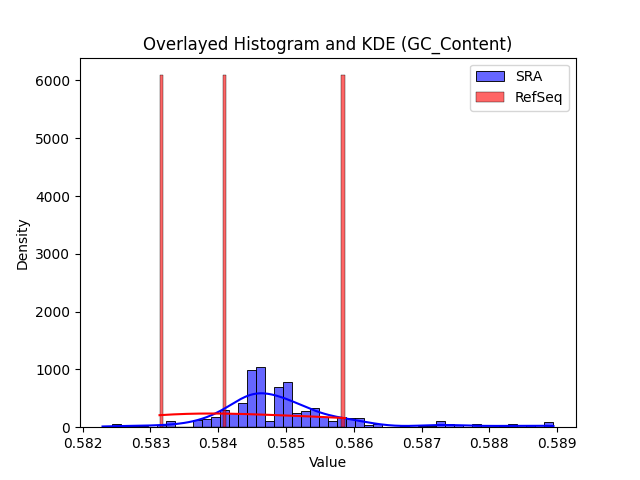 Overlayed Histogram and KDE (GC_Content)
SRA
RefSeq
6000
5000
4000
3000
2000
1000
0
Density
0.582 0.583 0.584 0.585 0.586 0.587 0.588 0.589
Value